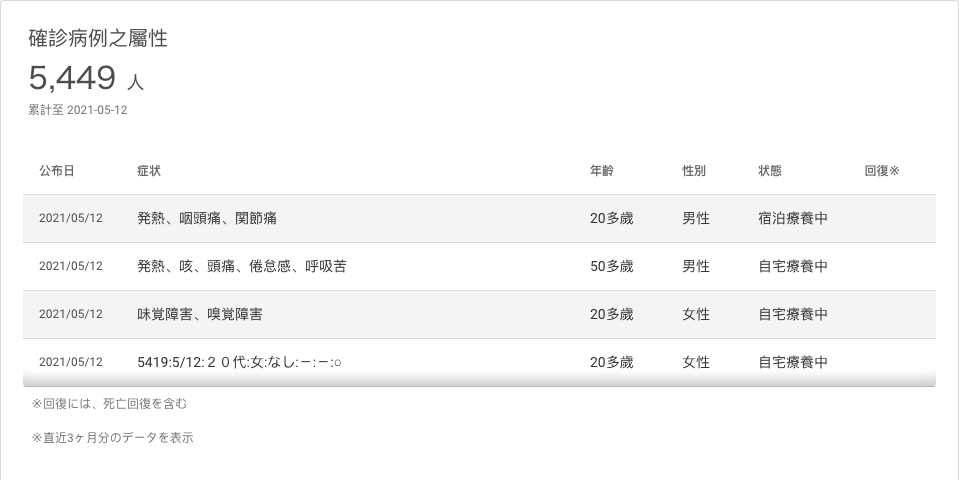 確診病例之屬性
5,449 人
累計至 2021-05-12
公布日 症状 年齡 性別 状態 回復※
2021/05/12 発熱、咽頭痛、関節痛 20多歲 男性 宿泊療養中
2021/05/12 発熱、咳、頭痛、倦怠感、呼吸苦 50多歲 男性 自宅療養中
2021/05/12 味覚障害、嗅覚障害 20多歲 女性 自宅療養中
2021/05/12 5419:5/12:２０代:女:なし:－:－:○ 20多歲 女性 自宅療養中
※回復には、死亡回復を含む
※直近3ヶ月分のデータを表示